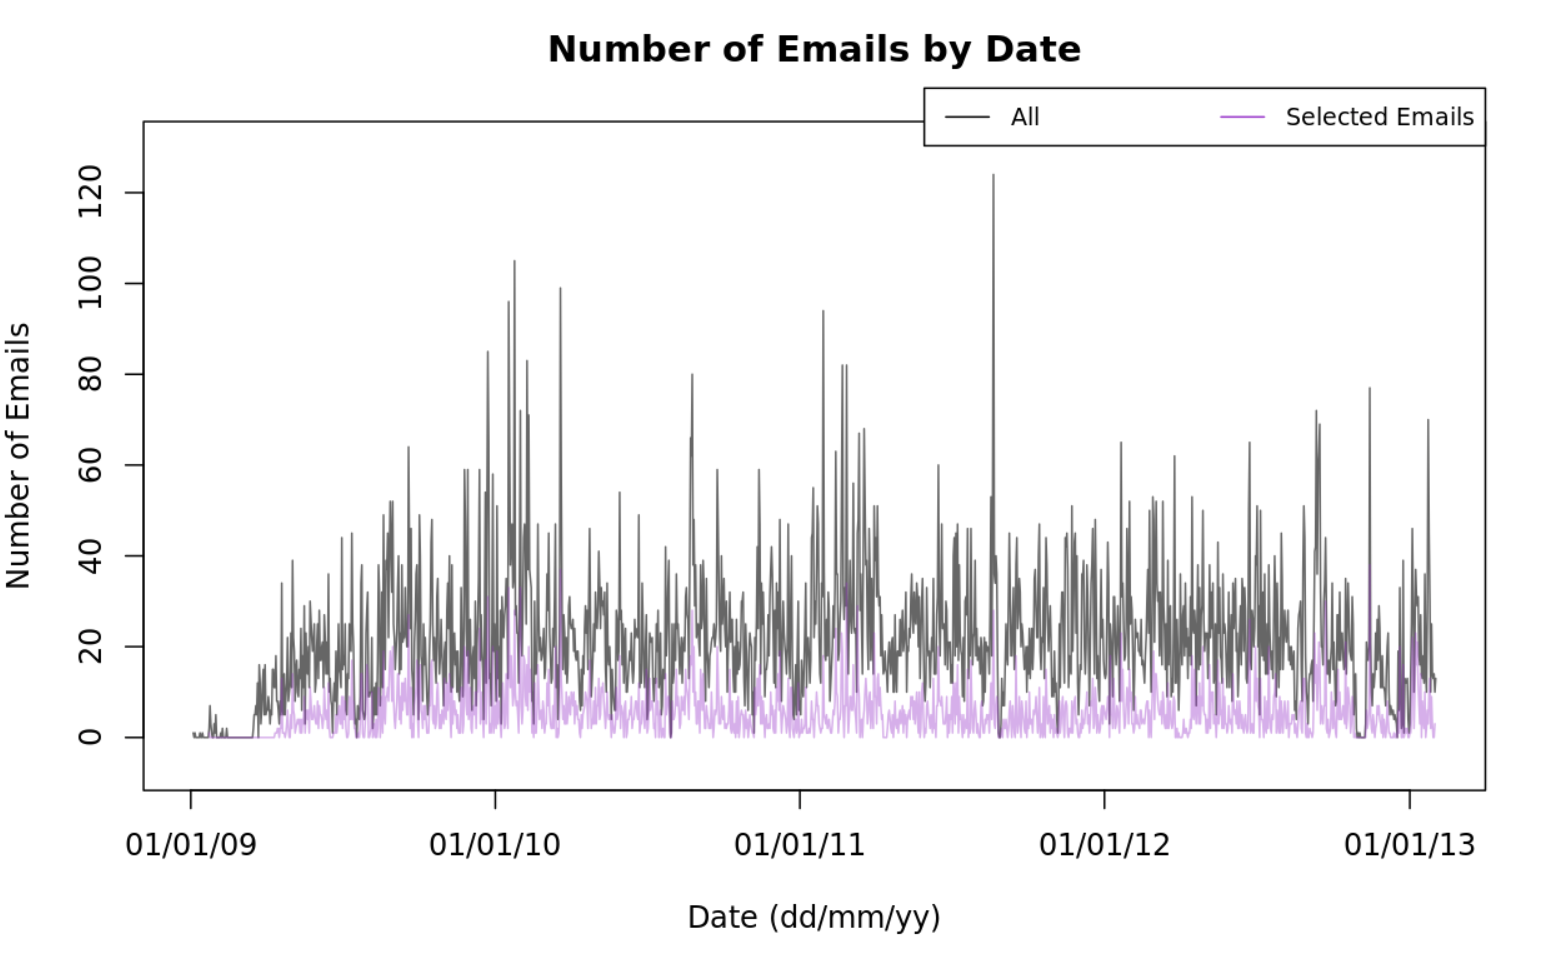 Number of Emails by Date
All
Selected Emails
Number of Emails
120
100
80
60
40
20
0
01/01/09
01/01/10
01/01/11
01/01/12
01/01/13
Date (dd/mm/yy)